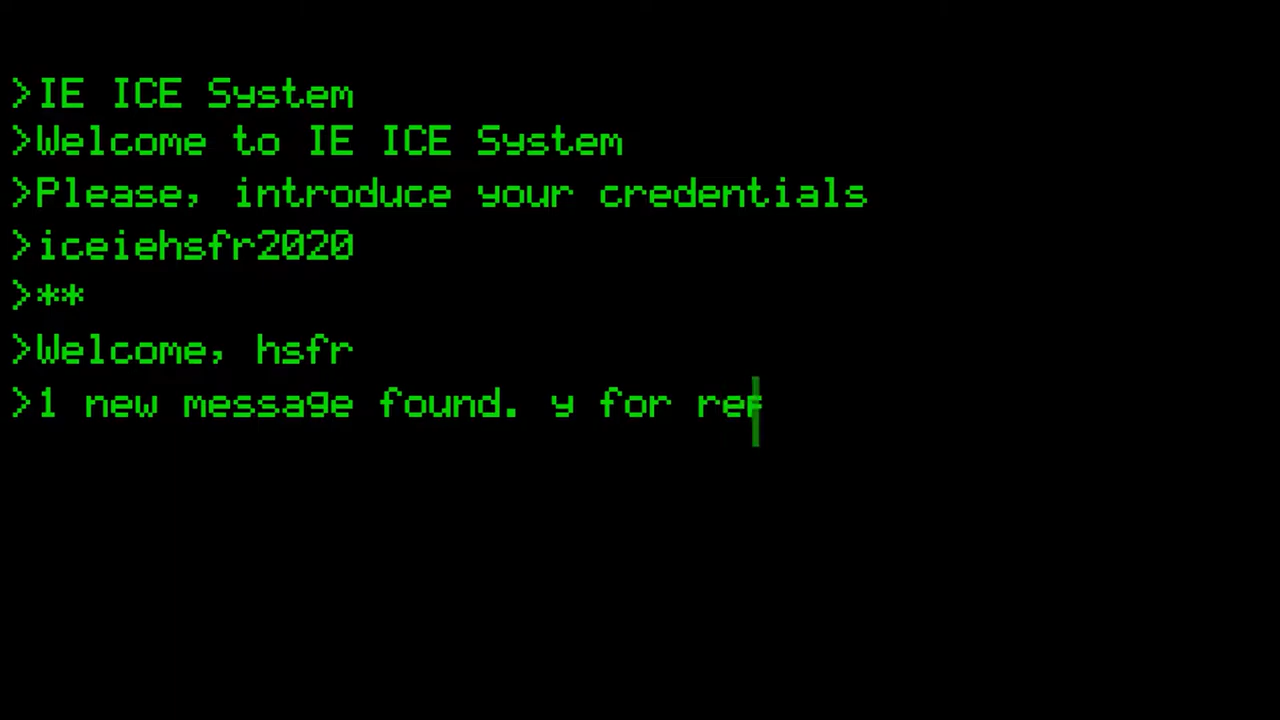 >IE ICE System
>Welcome to IE ICE System
>Please, introduce your credentials
>iceiehsfr2020
>**
>Welcome, hsfr
>1 new message found. y for